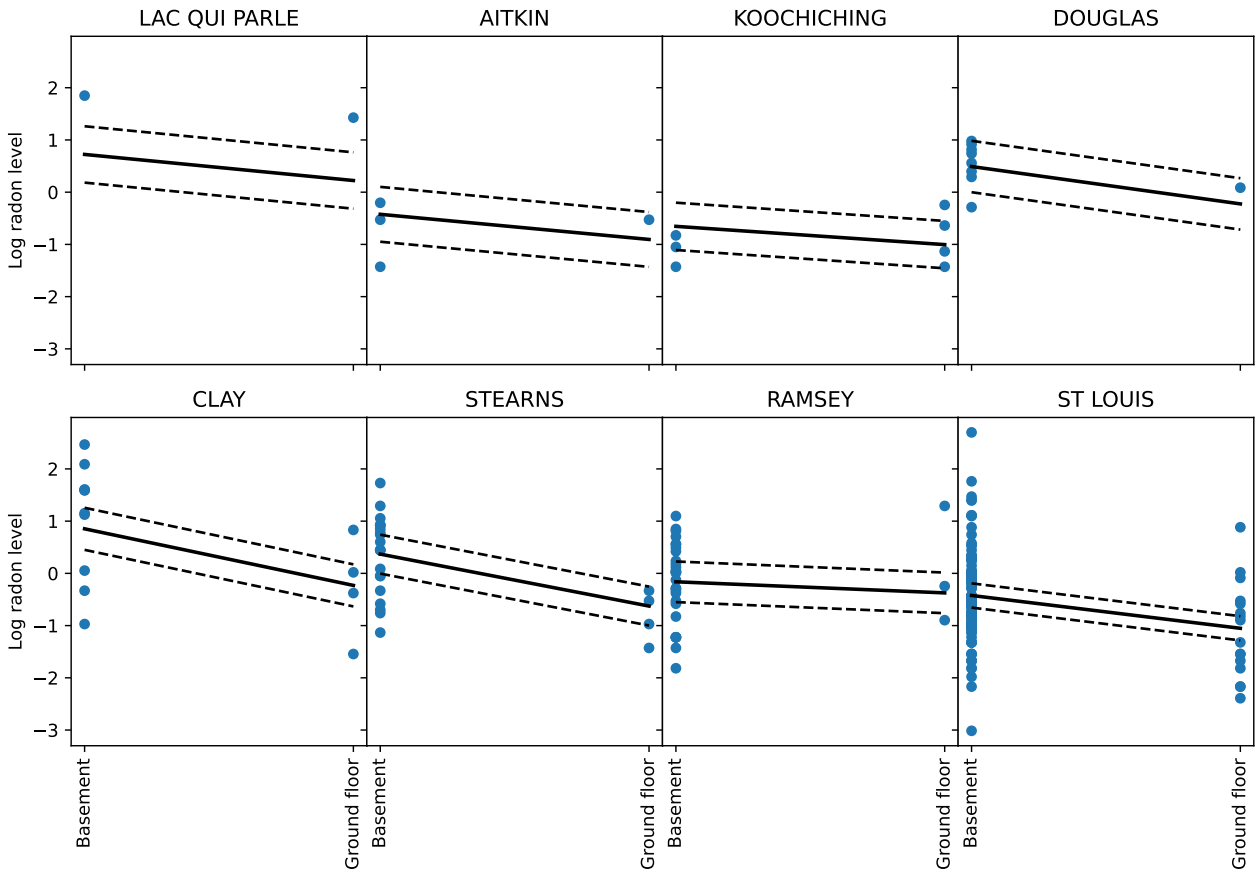 LAC QUI PARLE
AITKIN
KOOCHICHING
DOUGLAS
Log radon level
2
1
0
−1
−2
−3
CLAY
STEARNS
RAMSEY
ST LOUIS
Log radon level
2
1
0
−1
−2
−3
Basement
Ground floor
Basement
Ground floor
Basement
Ground floor
Basement
Ground floor